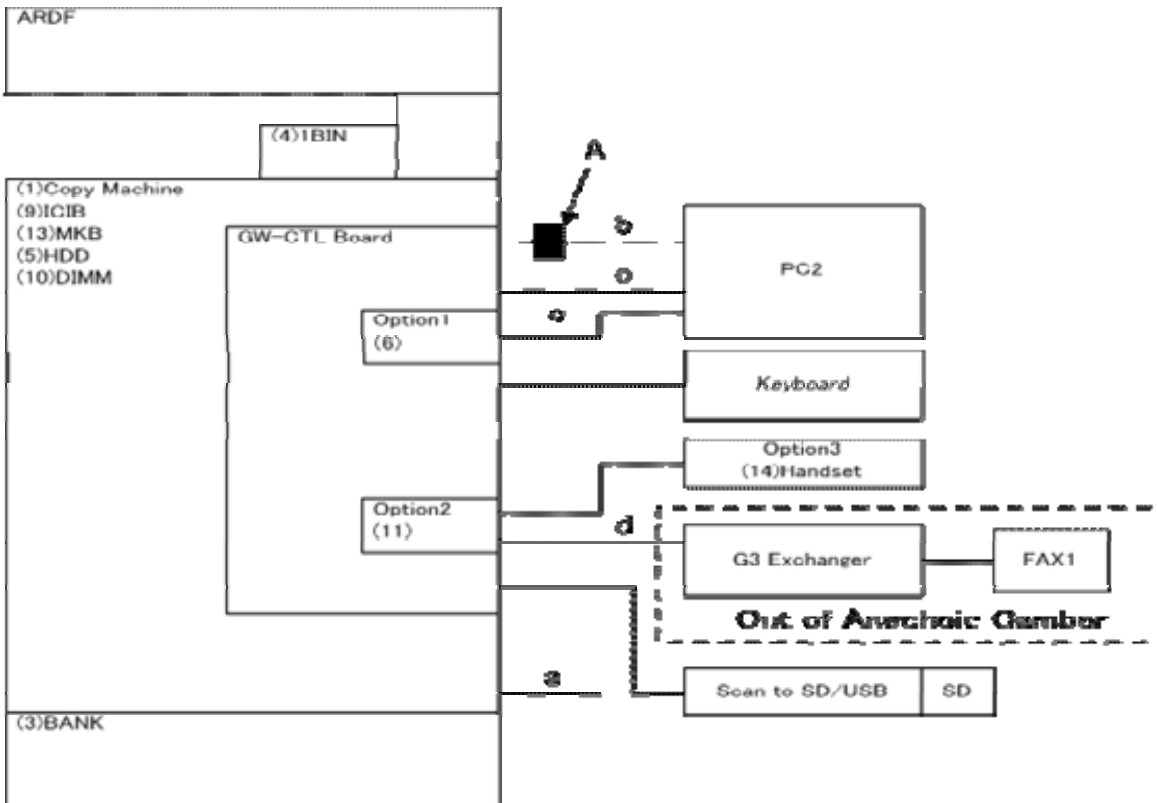 ARDF
(4)1BIN
(1)Copy Machine
(9)ICIB
(13)MKB
(5)HDD
(10)DIMM
GW-CTL Board
A
b
PC2
Option1
(6)
Keyboard
Option3
(14)Handset
Option2
(11)
d
G3 Exchanger
FAX1
Out of Anechoic Camber
Scan to SD/USB
SD
(3)BANK